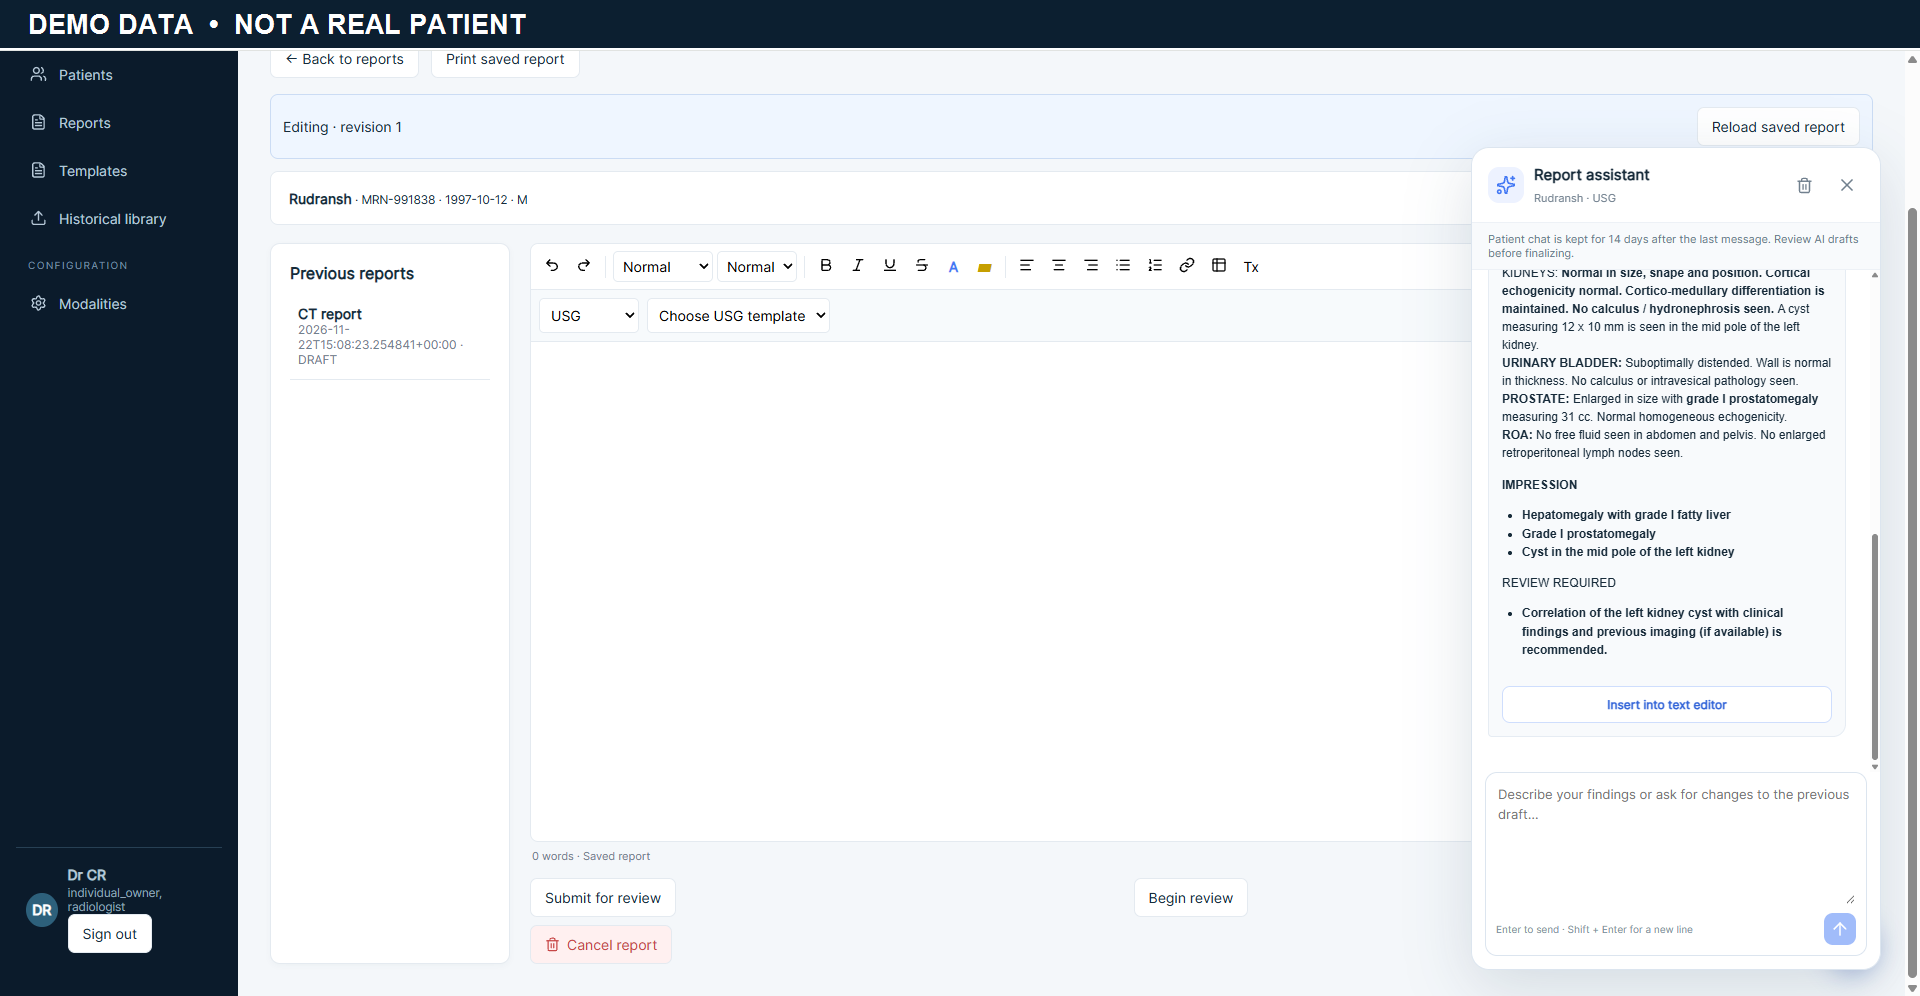 DEMO DATA • NOT A REAL PATIENT
Patients
Reports
Templates
Historical library
CONFIGURATION
Modalities
Dr CR
individual_owner,
radiologist
DR
Sign out
← Back to reports
Print saved report
Editing · revision 1
Reload saved report
Rudransh · MRN-991838 · 1997-10-12 · M
Previous reports
CT report
2026-11-
22T15:08:23.254841+00:00 ·
DRAFT
Normal
Normal
B I U S A
Tx
USG
Choose USG template
0 words · Saved report
Submit for review
Begin review
Cancel report
Report assistant
Rudransh · USG
Patient chat is kept for 14 days after the last message. Review AI drafts
before finalizing.
KIDNEYS: Normal in size, shape and position. Cortical
echogenicity normal. Cortico-medullary differentiation is
maintained. No calculus / hydronephrosis seen. A cyst
measuring 12 x 10 mm is seen in the mid pole of the left
kidney.
URINARY BLADDER: Suboptimally distended. Wall is normal
in thickness. No calculus or intravesical pathology seen.
PROSTATE: Enlarged in size with grade I prostatomegaly
measuring 31 cc. Normal homogeneous echogenicity.
ROA: No free fluid seen in abdomen and pelvis. No enlarged
retroperitoneal lymph nodes seen.
IMPRESSION
• Hepatomegaly with grade I fatty liver
• Grade I prostatomegaly
• Cyst in the mid pole of the left kidney
REVIEW REQUIRED
• Correlation of the left kidney cyst with clinical
findings and previous imaging (if available) is
recommended.
Insert into text editor
Describe your findings or ask for changes to the previous
draft...
Enter to send · Shift + Enter for a new line